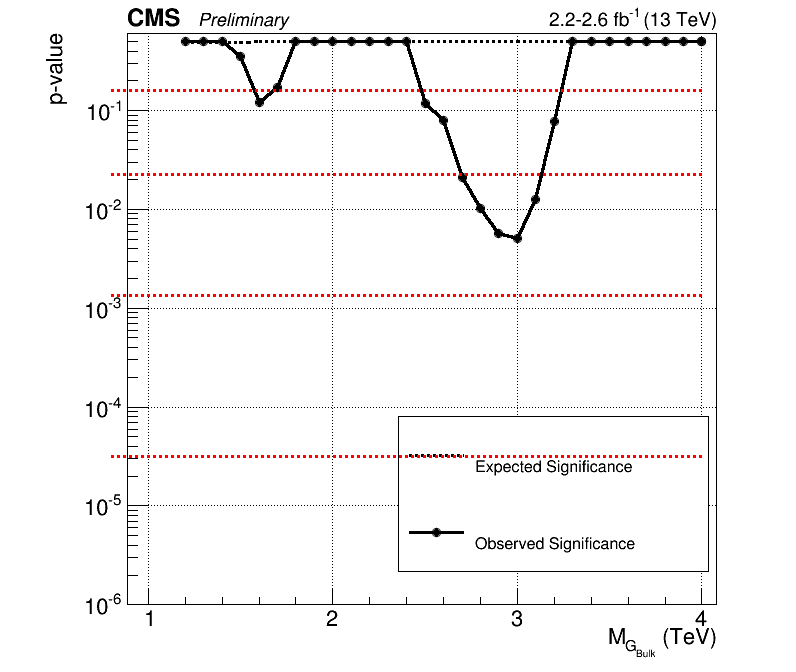 CMS Preliminary 2.2-2.6 fb⁻¹ (13 TeV)
p-value
10⁻¹
10⁻²
10⁻³
10⁻⁴
10⁻⁵
10⁻⁶
Expected Significance
Observed Significance
1 2 3 4
M_G_Bulk (TeV)